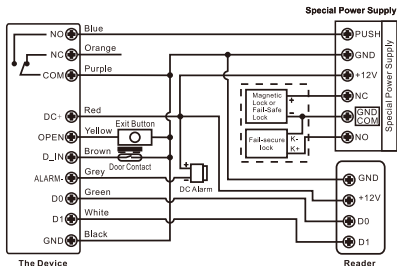 Special Power Supply
NO Blue
NC Orange
COM Purple
DC+ Red
OPEN Yellow Exit Button
D_IN Brown
Door Contact
ALARM- Grey
DC Alarm
D0 Green
D1 White
GND Black
The Device
PUSH
GND
+12V
NC
GND
COM
NO
Special Power Supply
Magnetic
Lock or
Fail-Safe
Lock
+
-
Fail-secure
lock
K-
K+
+
-
GND
+12V
D0
D1
Reader